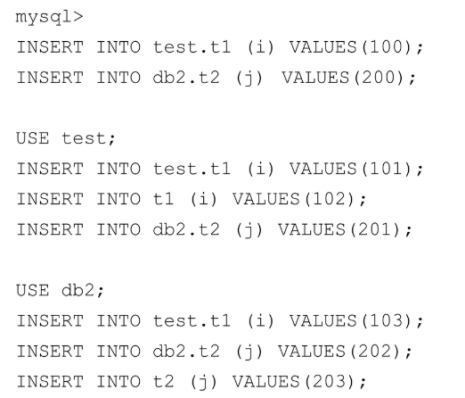 mysql>
INSERT INTO test.t1 (i) VALUES(100);
INSERT INTO db2.t2 (j) VALUES(200);
USE test;
INSERT INTO test.t1 (i) VALUES(101);
INSERT INTO t1 (i) VALUES(102);
INSERT INTO db2.t2 (j) VALUES(201);
USE db2;
INSERT INTO test.t1 (i) VALUES(103);
INSERT INTO db2.t2 (j) VALUES(202);
INSERT INTO t2 (j) VALUES(203);